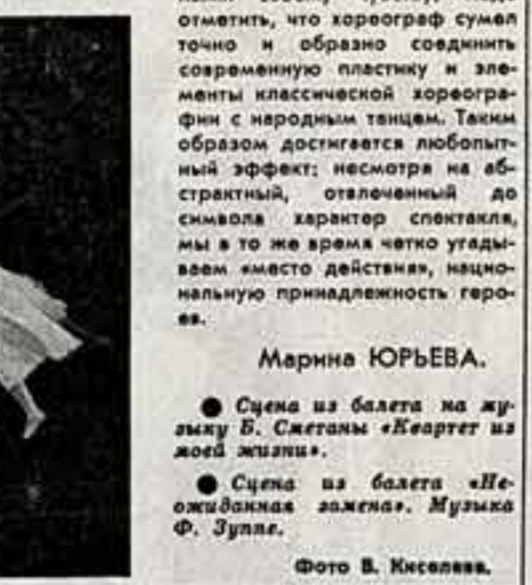 отметить, что хореограф сумел
точно и образно соединить
современную пластику и эле-
менты классической хореогра-
фии с народным танцем. Таким
образом достигается любопыт-
ный эффект: несмотря на аб-
страктный, отвлеченный до
символа характер спектакля,
мы в то же время четко угады-
ваем «место действия», нацио-
нальную принадлежность геро-
ев.
Марина ЮРЬЕВА.
● Сцена из балета на му-
зыку Б. Сметаны «Квартет из
моей жизни».
● Сцена из балета «Не-
ожиданная замена». Музыка
Ф. Зуппе.
Фото В. Киселева.